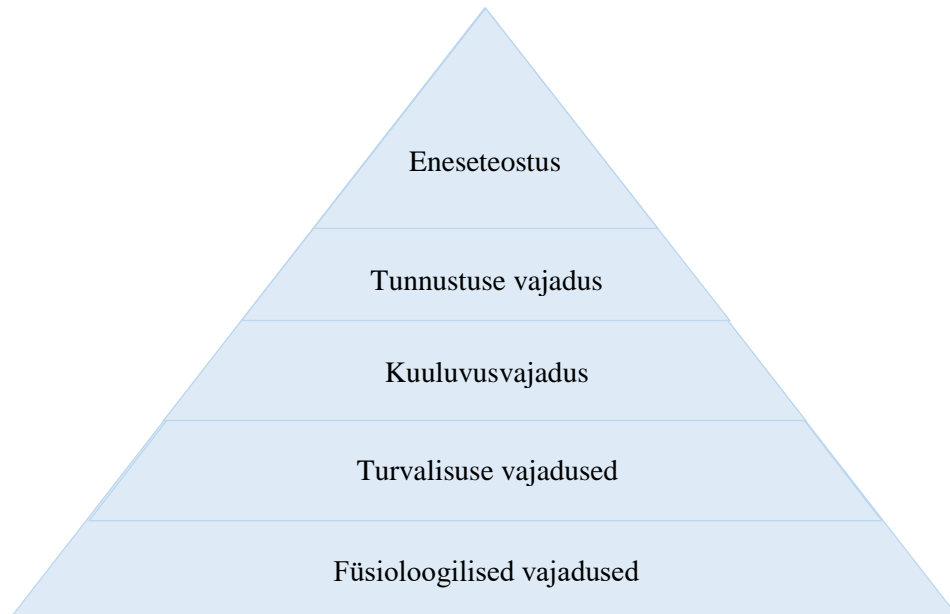 Eneseteostus
Tunnustuse vajadus
Kuuluvusvajadus
Turvalisuse vajadused
Füsioloogilised vajadused